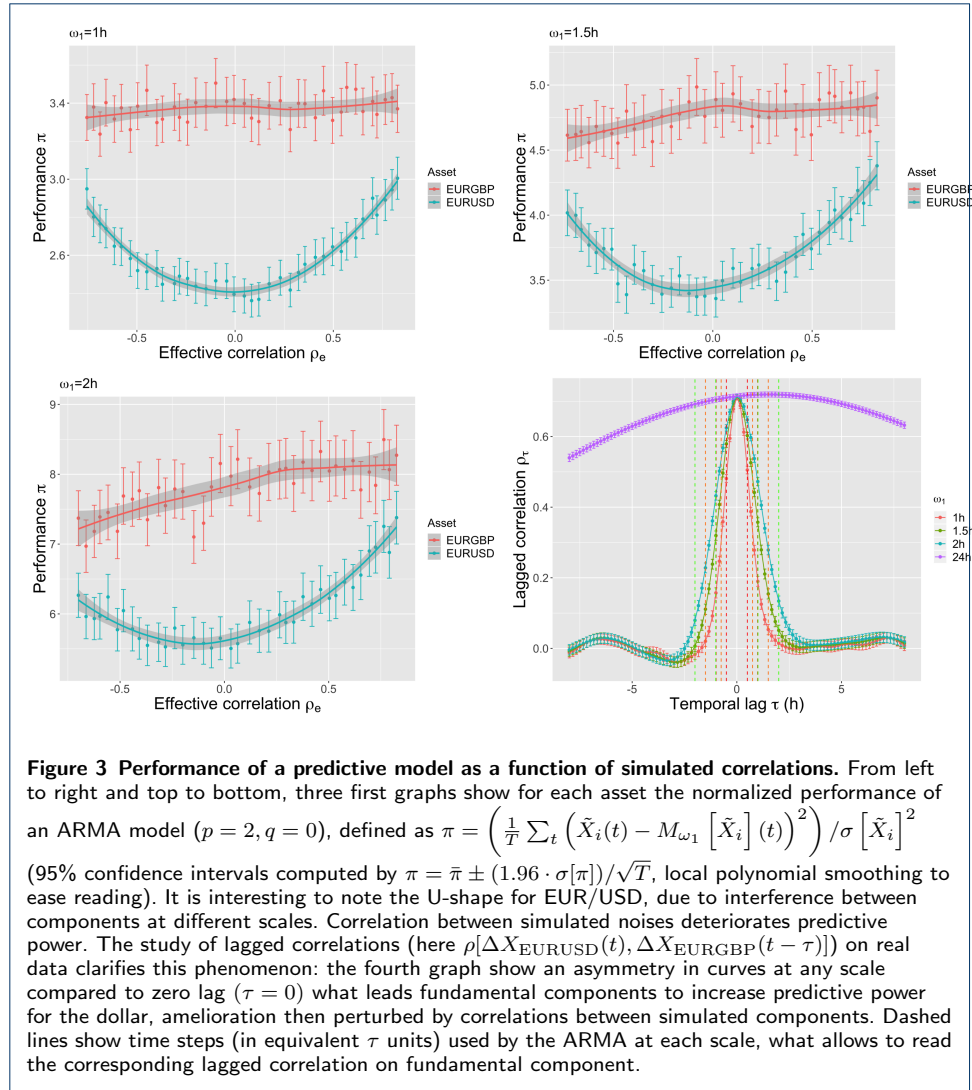 ω₁=1h
3.4
3.0
2.6
Performance π
-0.5
0.0
0.5
Effective correlation ρₑ
Asset
EURGBP
EURUSD
ω₁=1.5h
5.0
4.5
4.0
3.5
Performance π
-0.5
0.0
0.5
Effective correlation ρₑ
Asset
EURGBP
EURUSD
ω₁=2h
9
8
7
6
Performance π
-0.5
0.0
0.5
Effective correlation ρₑ
Asset
EURGBP
EURUSD
0.6
0.4
0.2
0.0
Lagged correlation ρ_τ
-5
0
5
Temporal lag τ (h)
ω₁
1h
1.5h
2h
24h
Figure 3 Performance of a predictive model as a function of simulated correlations. From left
to right and top to bottom, three first graphs show for each asset the normalized performance of
an ARMA model (p = 2, q = 0), defined as π = (1/T ∑_t (X̃_i(t) − M_ω₁ [X̃_i] (t))²) /σ [X̃_i]²
(95% confidence intervals computed by π = π̄ ± (1.96 · σ[π])/√T, local polynomial smoothing to
ease reading). It is interesting to note the U-shape for EUR/USD, due to interference between
components at different scales. Correlation between simulated noises deteriorates predictive
power. The study of lagged correlations (here ρ[ΔX_EURUSD(t), ΔX_EURGBP(t − τ)]) on real
data clarifies this phenomenon: the fourth graph show an asymmetry in curves at any scale
compared to zero lag (τ = 0) what leads fundamental components to increase predictive power
for the dollar, amelioration then perturbed by correlations between simulated components. Dashed
lines show time steps (in equivalent τ units) used by the ARMA at each scale, what allows to read
the corresponding lagged correlation on fundamental component.